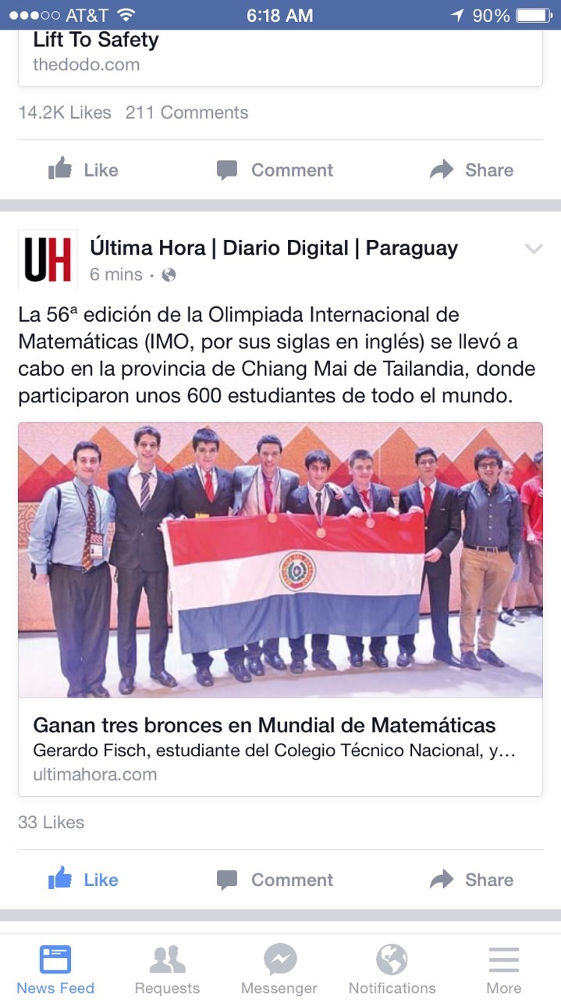 AT&T 6:18 AM 90%
Lift To Safety
thedodo.com
14.2K Likes 211 Comments
Like Comment Share
UH Última Hora | Diario Digital | Paraguay
6 mins ·
La 56ª edición de la Olimpiada Internacional de
Matemáticas (IMO, por sus siglas en inglés) se llevó a
cabo en la provincia de Chiang Mai de Tailandia, donde
participaron unos 600 estudiantes de todo el mundo.
Ganan tres bronces en Mundial de Matemáticas
Gerardo Fisch, estudiante del Colegio Técnico Nacional, y…
ultimahora.com
33 Likes
Like Comment Share
News Feed Requests Messenger Notifications More